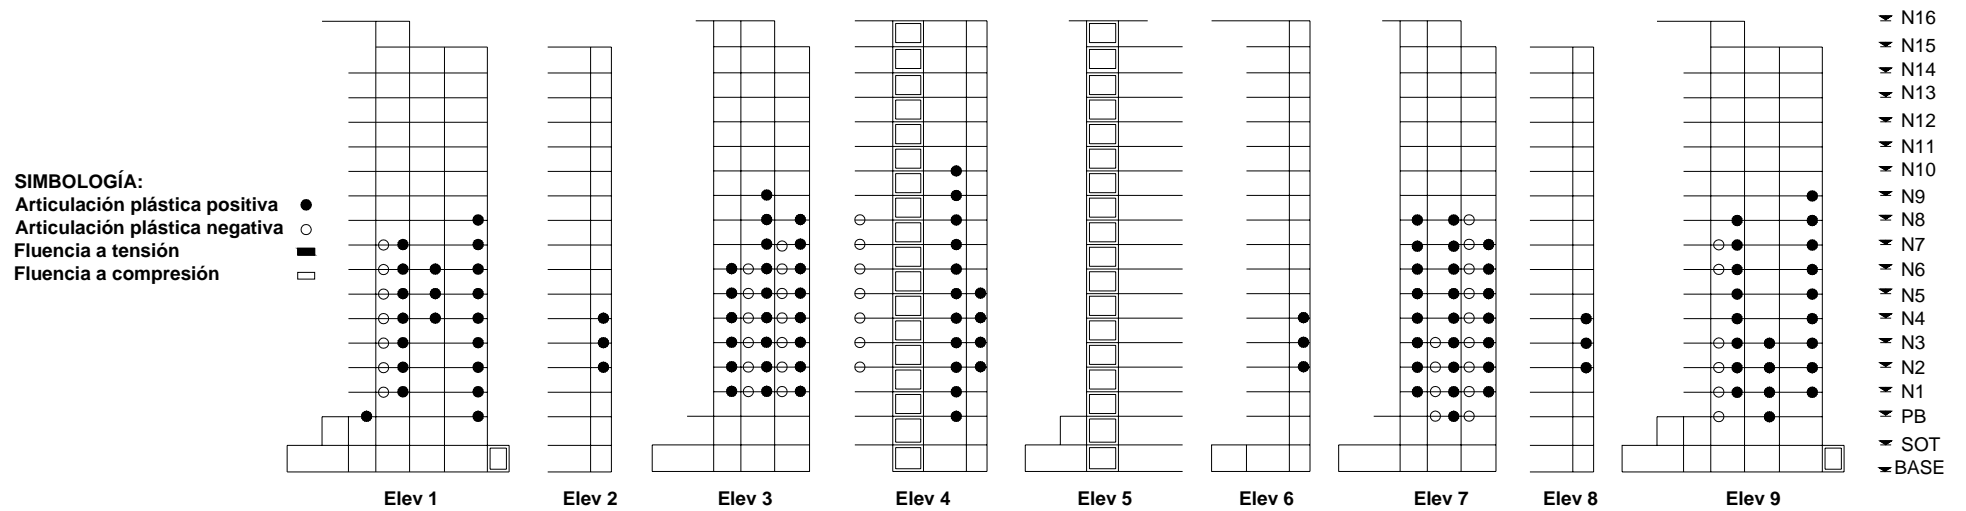 SIMBOLOGÍA:
Articulación plástica positiva
Articulación plástica negativa
Fluencia a tensión
Fluencia a compresión
Elev 1
Elev 2
Elev 3
Elev 4
Elev 5
Elev 6
Elev 7
Elev 8
Elev 9
N16
N15
N14
N13
N12
N11
N10
N9
N8
N7
N6
N5
N4
N3
N2
N1
PB
SOT
BASE